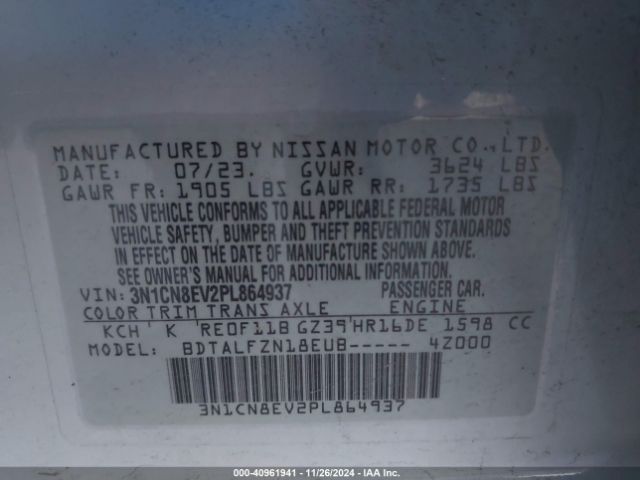 MANUFACTURED BY NISSAN MOTOR CO., LTD.
DATE: 07/23. GVWR: 3624 LBS
GAWR FR: 1905 LBS GAWR RR: 1735 LBS
THIS VEHICLE CONFORMS TO ALL APPLICABLE FEDERAL MOTOR
VEHICLE SAFETY, BUMPER AND THEFT PREVENTION STANDARDS
IN EFFECT ON THE DATE OF MANUFACTURE SHOWN ABOVE.
SEE OWNER'S MANUAL FOR ADDITIONAL INFORMATION.
VIN: 3N1CN8EV2PL864937 PASSENGER CAR.
COLOR TRIM TRANS AXLE ENGINE
KCH ' K 'RE0F11B GZ39'HR16DE 1598 CC
MODEL: BDTALFZN18EUB----- 4Z000
3N1CN8EV2PL864937
000-40961941 - 11/26/2024 - IAA Inc.